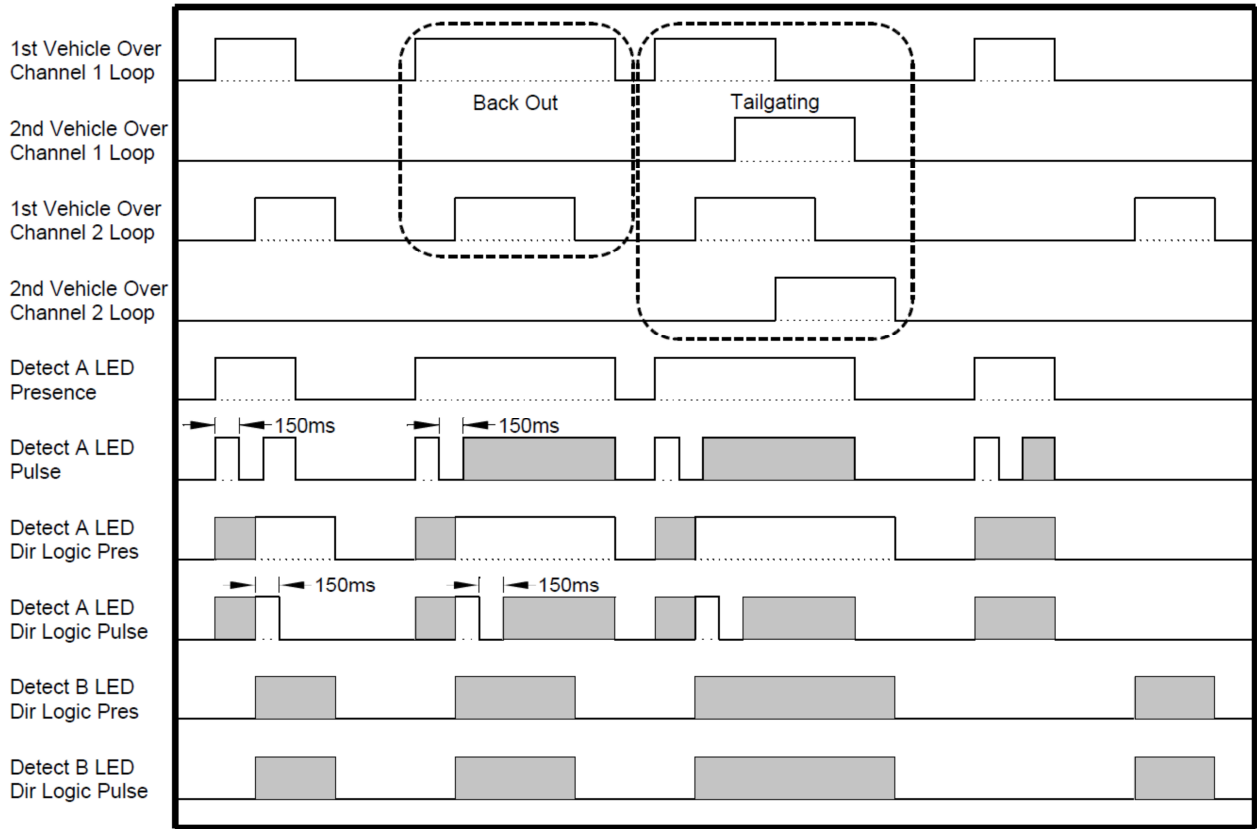 1st Vehicle Over
Channel 1 Loop
Back Out
Tailgating
2nd Vehicle Over
Channel 1 Loop
1st Vehicle Over
Channel 2 Loop
2nd Vehicle Over
Channel 2 Loop
Detect A LED
Presence
150ms
150ms
Detect A LED
Pulse
Detect A LED
Dir Logic Pres
150ms
150ms
Detect A LED
Dir Logic Pulse
Detect B LED
Dir Logic Pres
Detect B LED
Dir Logic Pulse